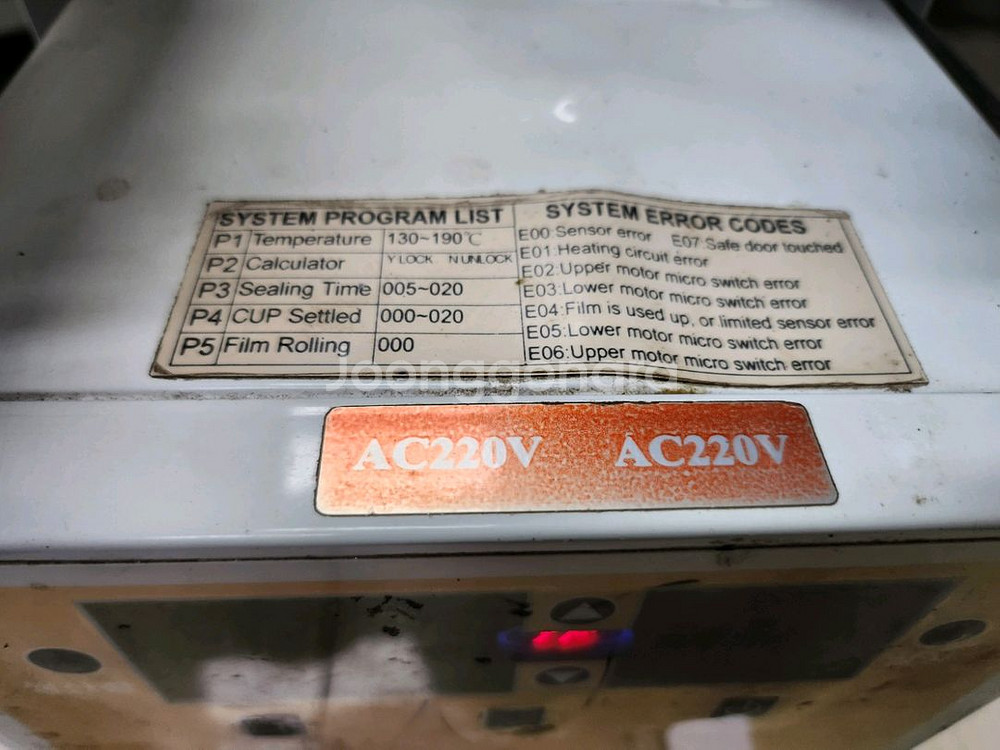 SYSTEM PROGRAM LIST
P1 Temperature 130~190℃
P2 Calculator Y LOCK N UNLOCK
P3 Sealing Time 005~020
P4 CUP Settled 000~020
P5 Film Rolling 000
SYSTEM ERROR CODES
E00:Sensor error E07:Safe door touched
E01:Heating circuit error
E02:Upper motor micro switch error
E03:Lower motor micro switch error
E04:Film is used up, or limited sensor error
E05:Lower motor micro switch error
E06:Upper motor micro switch error
Joonggonara
AC220V AC220V